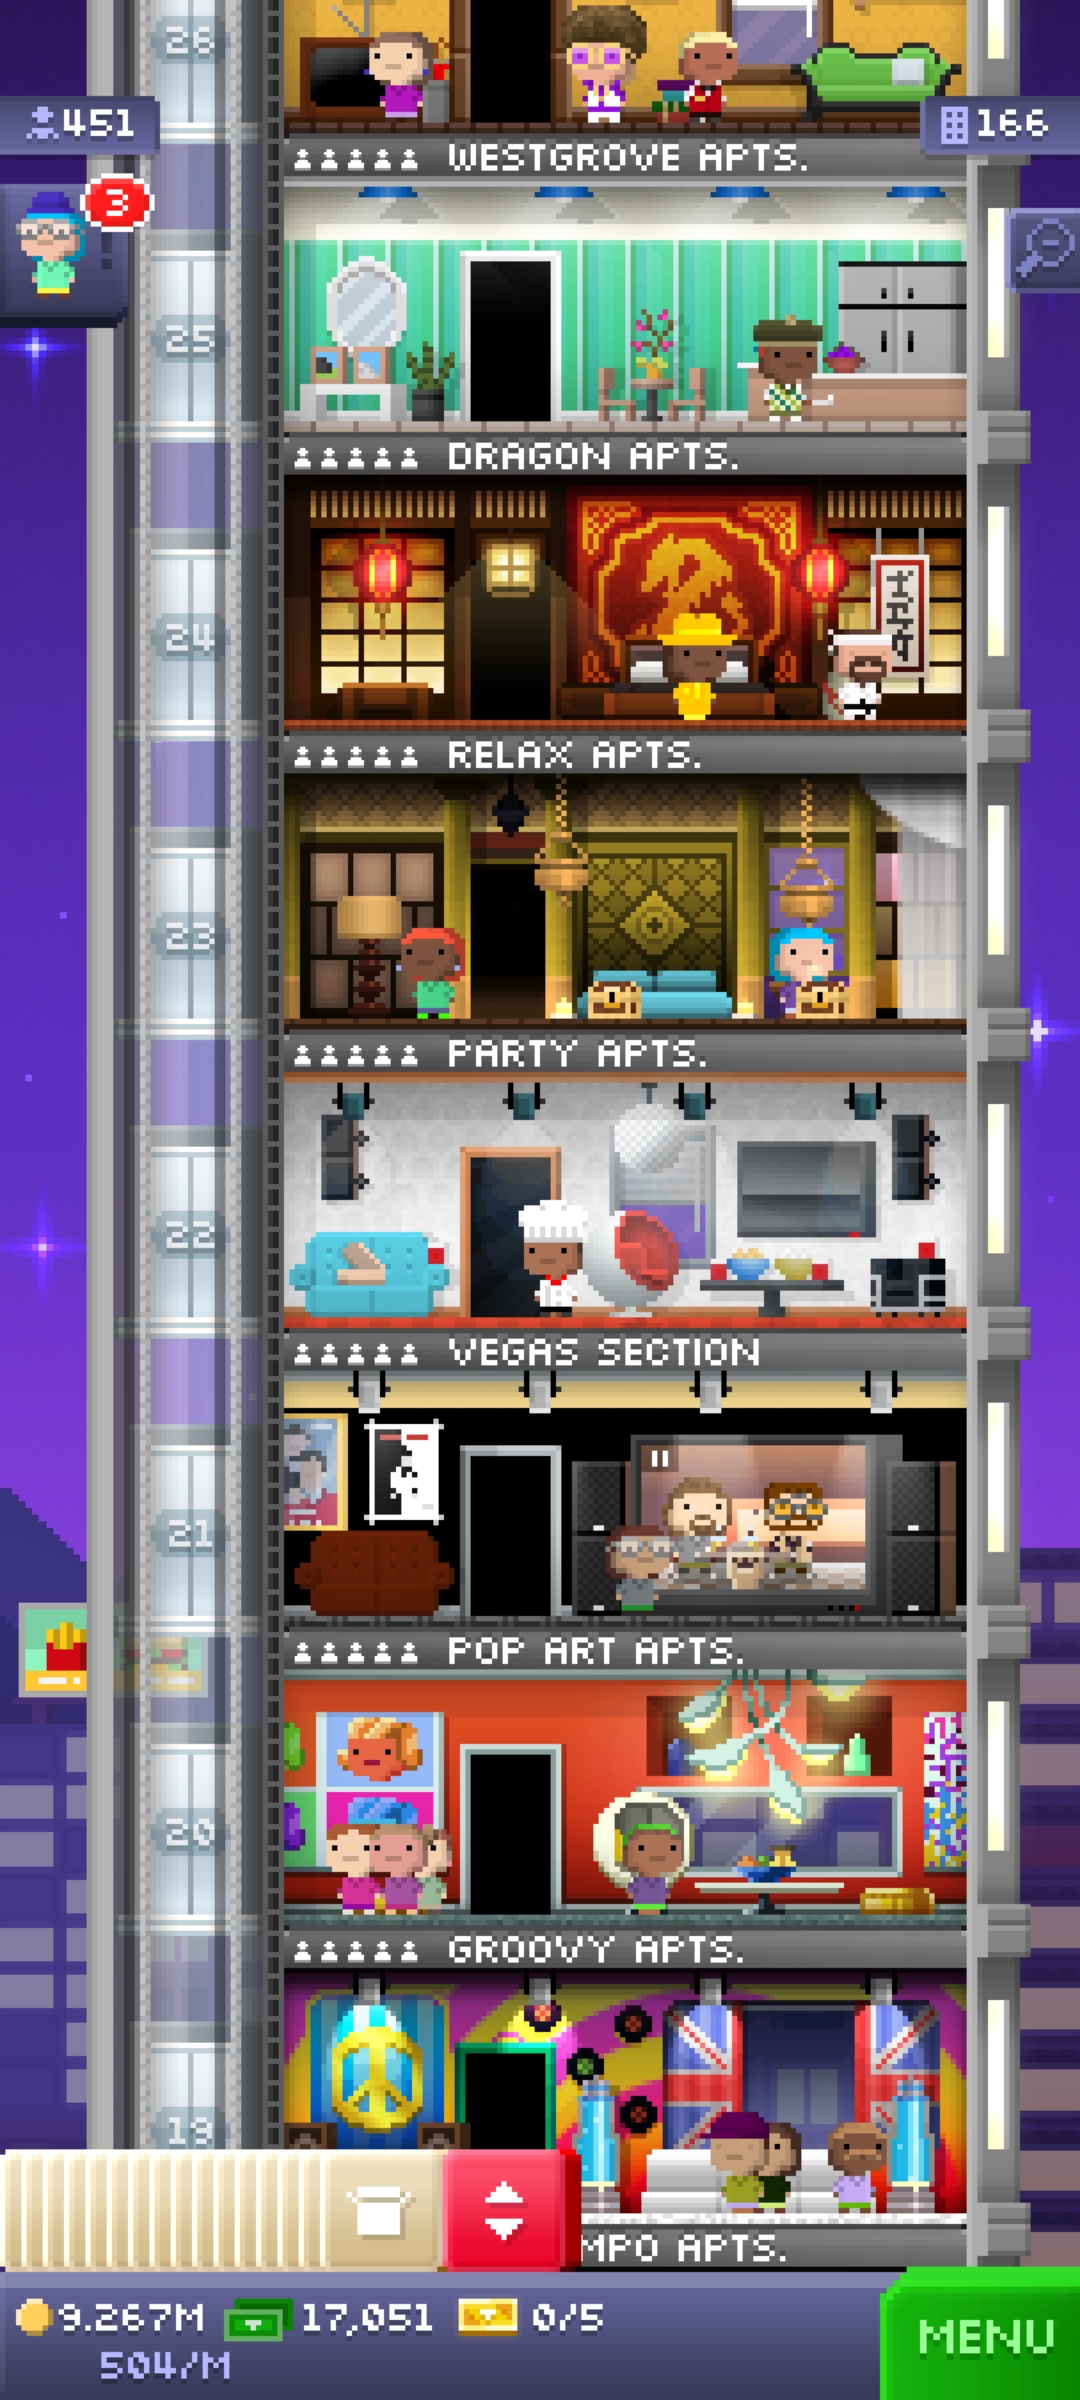 26
451
166
WESTGROVE APTS.
3
25
DRAGON APTS.
24
RELAX APTS.
23
PARTY APTS.
22
VEGAS SECTION
21
POP ART APTS.
20
GROOVY APTS.
19
MPO APTS.
9.267M 17,051 0/5
504/M
MENU